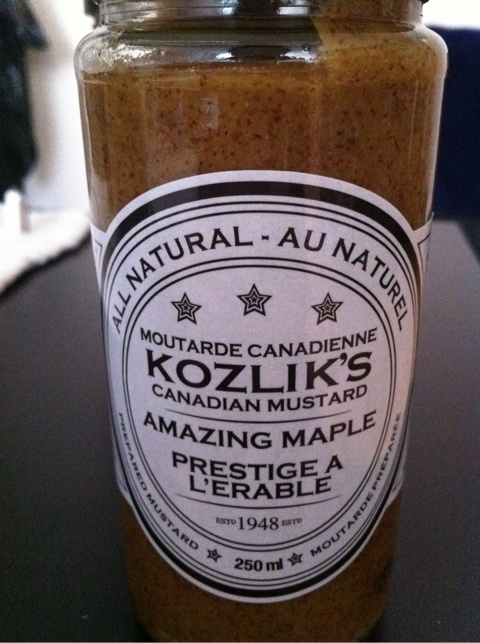 ALL NATURAL - AU NATUREL
MOUTARDE CANADIENNE
KOZLIK'S
CANADIAN MUSTARD
AMAZING MAPLE
PRESTIGE A
L'ERABLE
ESTD 1948 ESTD
PREPARED MUSTARD
250 ml
MOUTARDE PRÉPARÉE